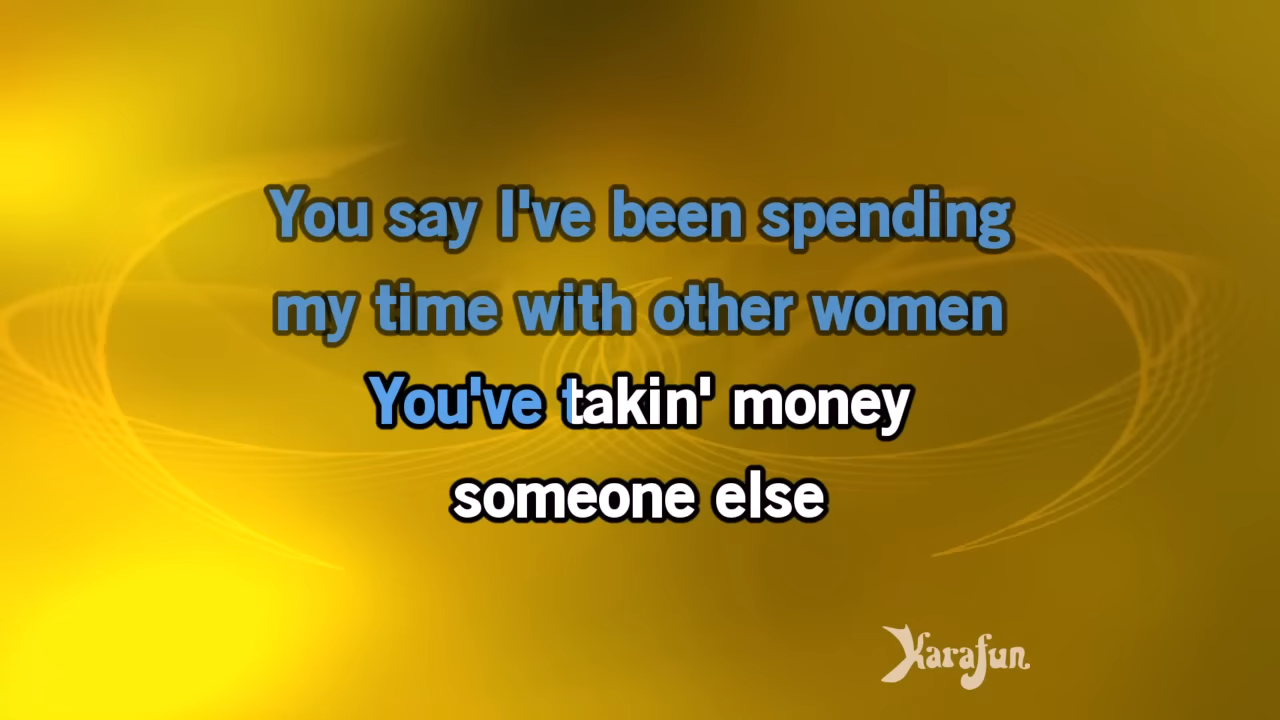 You say I've been spending
my time with other women
You've takin' money
someone else
Karafun